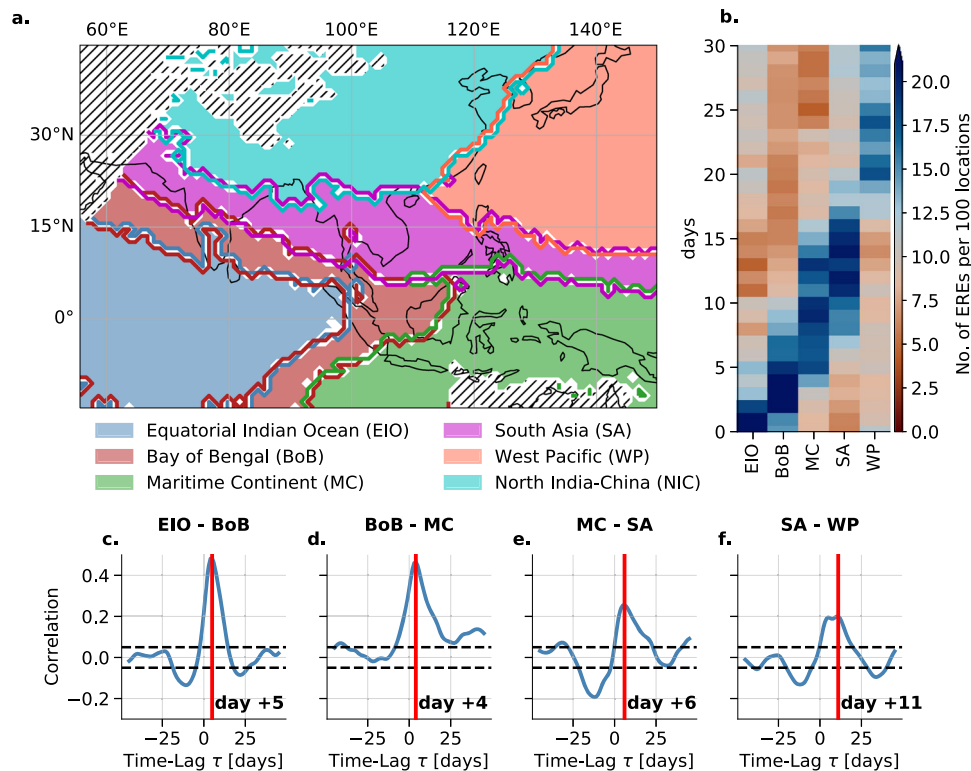 a.
60°E 80°E 100°E 120°E 140°E
30°N
15°N
0°
Equatorial Indian Ocean (EIO)
Bay of Bengal (BoB)
Maritime Continent (MC)
South Asia (SA)
West Pacific (WP)
North India-China (NIC)
b.
30
25
20
15
10
5
0
days
EIO BoB MC SA WP
20.0
17.5
15.0
12.5
10.0
7.5
5.0
2.5
0.0
No. of EREs per 100 locations
EIO - BoB
c.
0.4
0.2
0.0
−0.2
Correlation
day +5
−25 0 25
Time-Lag τ [days]
BoB - MC
d.
day +4
−25 0 25
Time-Lag τ [days]
MC - SA
e.
day +6
−25 0 25
Time-Lag τ [days]
SA - WP
f.
day +11
−25 0 25
Time-Lag τ [days]